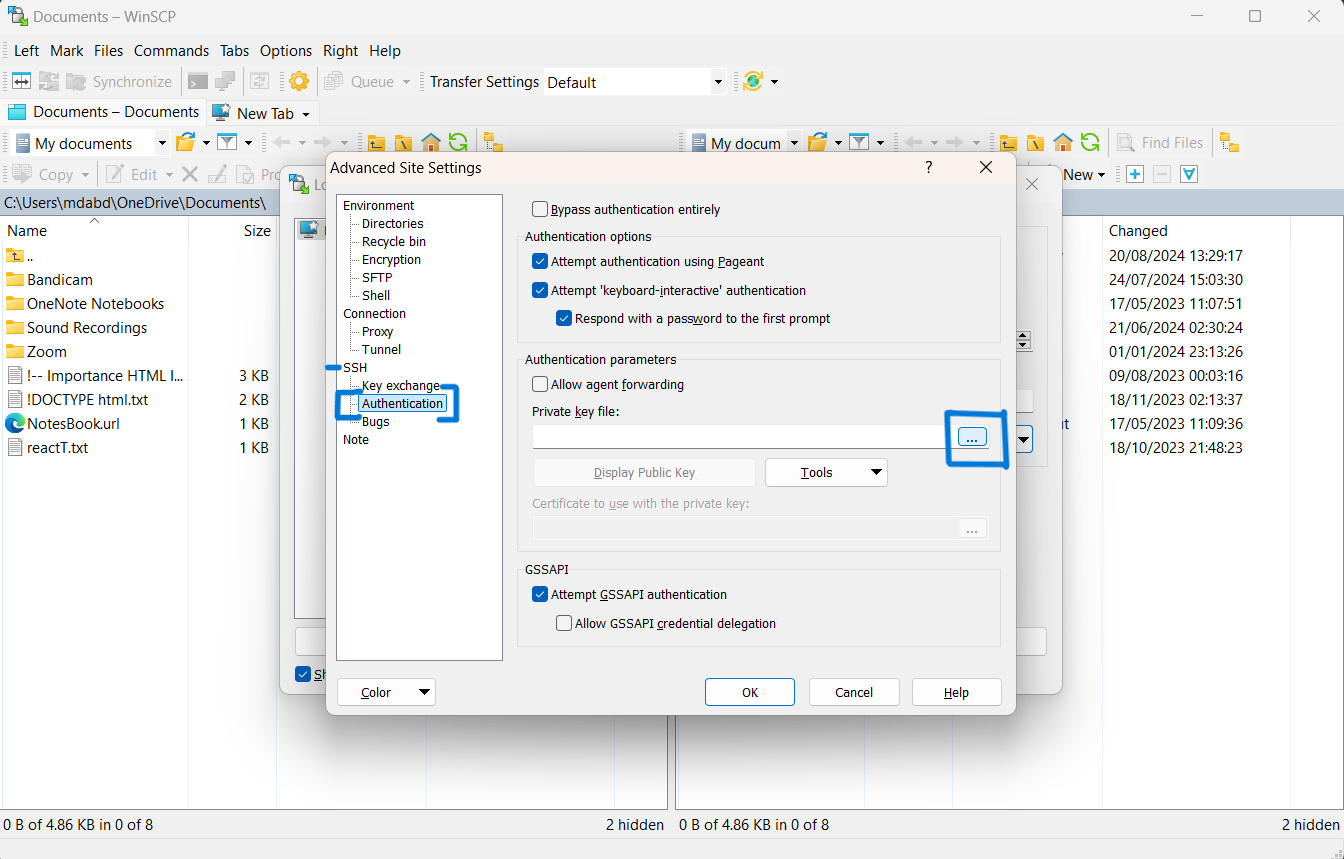 Documents – WinSCP
Left Mark Files Commands Tabs Options Right Help
Synchronize Queue Transfer Settings Default
Documents – Documents New Tab
My documents My docum Find Files
Copy Edit New
C:\Users\mdabd\OneDrive\Documents\
Name Size Changed
.. 20/08/2024 13:29:17
Bandicam 24/07/2024 15:03:30
OneNote Notebooks 17/05/2023 11:07:51
Sound Recordings 21/06/2024 02:30:24
Zoom 01/01/2024 23:13:26
!-- Importance HTML I... 3 KB 09/08/2023 00:03:16
!DOCTYPE html.txt 2 KB 18/11/2023 02:13:37
NotesBook.url 1 KB 17/05/2023 11:09:36
reactT.txt 1 KB 18/10/2023 21:48:23
Advanced Site Settings ?
Environment
Directories
Recycle bin
Encryption
SFTP
Shell
Connection
Proxy
Tunnel
SSH
Key exchange
Authentication
Bugs
Note
Bypass authentication entirely
Authentication options
Attempt authentication using Pageant
Attempt 'keyboard-interactive' authentication
Respond with a password to the first prompt
Authentication parameters
Allow agent forwarding
Private key file:
...
Display Public Key Tools
Certificate to use with the private key:
...
GSSAPI
Attempt GSSAPI authentication
Allow GSSAPI credential delegation
Color OK Cancel Help
0 B of 4.86 KB in 0 of 8 2 hidden 0 B of 4.86 KB in 0 of 8 2 hidden